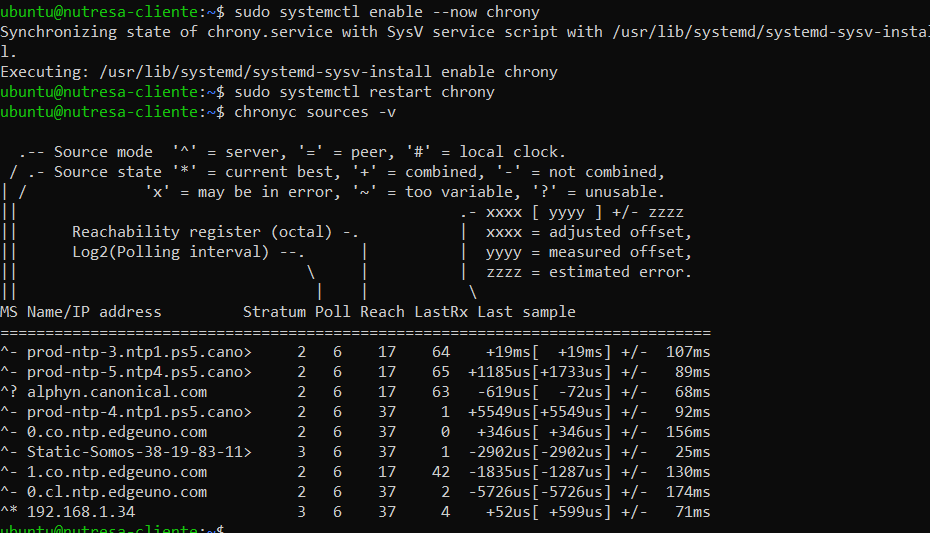 ubuntu@nutresa-cliente:~$ sudo systemctl enable --now chrony
Synchronizing state of chrony.service with SysV service script with /usr/lib/systemd/systemd-sysv-instal
l.
Executing: /usr/lib/systemd/systemd-sysv-install enable chrony
ubuntu@nutresa-cliente:~$ sudo systemctl restart chrony
ubuntu@nutresa-cliente:~$ chronyc sources -v

  .-- Source mode  '^' = server, '=' = peer, '#' = local clock.
 / .- Source state '*' = current best, '+' = combined, '-' = not combined,
| /             'x' = may be in error, '~' = too variable, '?' = unusable.
||                                                 .- xxxx [ yyyy ] +/- zzzz
||      Reachability register (octal) -.           |  xxxx = adjusted offset,
||      Log2(Polling interval) --.      |          |  yyyy = measured offset,
||                                \     |          |  zzzz = estimated error.
||                                 |    |           \
MS Name/IP address         Stratum Poll Reach LastRx Last sample
===============================================================================
^- prod-ntp-3.ntp1.ps5.cano>     2   6    17    64    +19ms[  +19ms] +/-  107ms
^- prod-ntp-5.ntp4.ps5.cano>     2   6    17    65  +1185us[+1733us] +/-   89ms
^? alphyn.canonical.com          2   6    17    63   -619us[  -72us] +/-   68ms
^- prod-ntp-4.ntp1.ps5.cano>     2   6    37     1  +5549us[+5549us] +/-   92ms
^- 0.co.ntp.edgeuno.com          2   6    37     0   +346us[ +346us] +/-  156ms
^- Static-Somos-38-19-83-11>     3   6    37     1  -2902us[-2902us] +/-   25ms
^- 1.co.ntp.edgeuno.com          2   6    17    42  -1835us[-1287us] +/-  130ms
^- 0.cl.ntp.edgeuno.com          2   6    37     2  -5726us[-5726us] +/-  174ms
^* 192.168.1.34                  3   6    37     4    +52us[ +599us] +/-   71ms
ubuntu@nutresa-cliente:~$